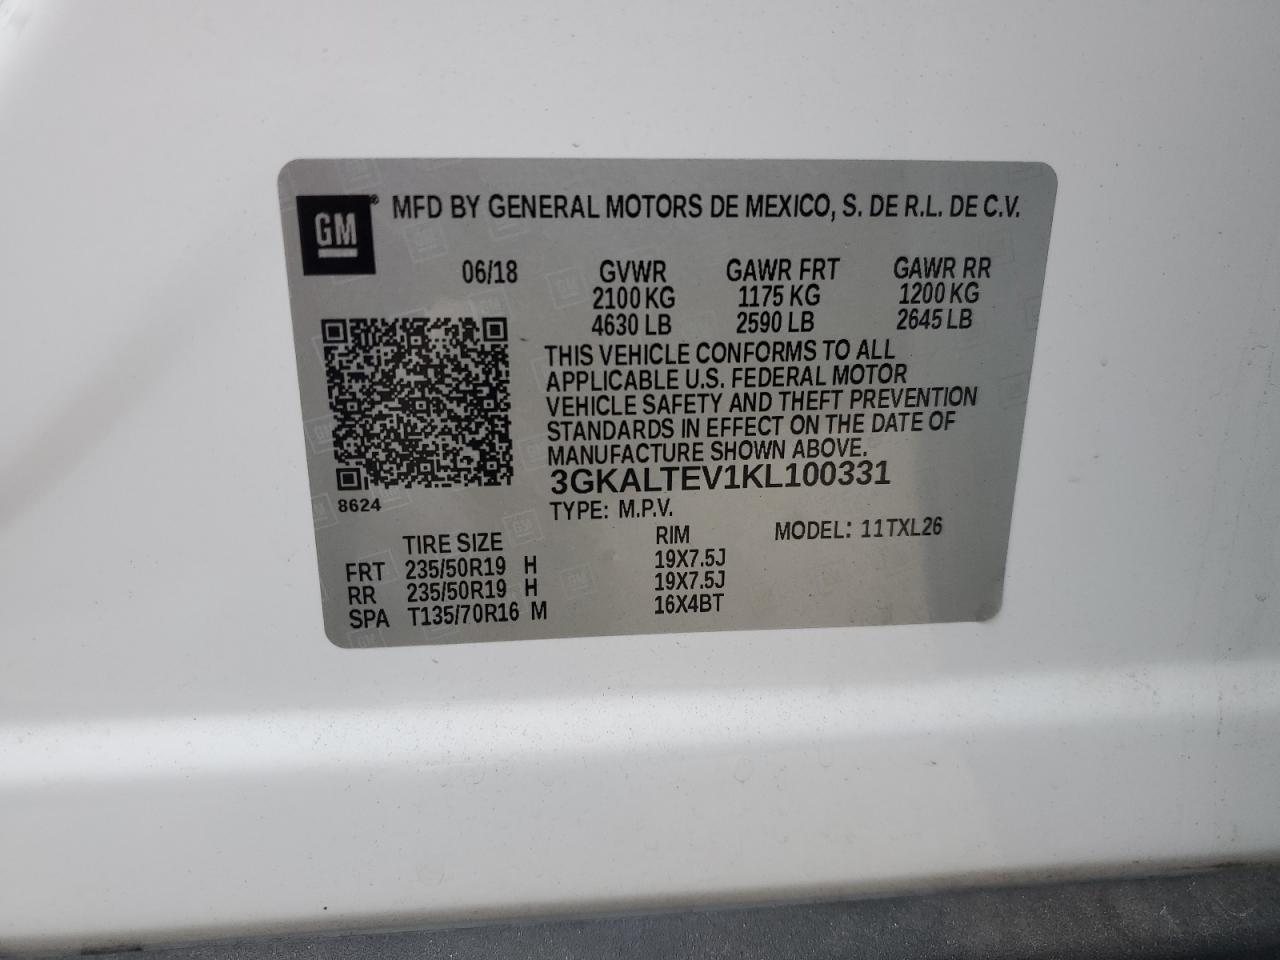 GM ® MFD BY GENERAL MOTORS DE MEXICO, S. DE R.L. DE C.V.
06/18 GVWR GAWR FRT GAWR RR
2100 KG 1175 KG 1200 KG
4630 LB 2590 LB 2645 LB
THIS VEHICLE CONFORMS TO ALL
APPLICABLE U.S. FEDERAL MOTOR
VEHICLE SAFETY AND THEFT PREVENTION
STANDARDS IN EFFECT ON THE DATE OF
MANUFACTURE SHOWN ABOVE.
3GKALTEV1KL100331
8624
TYPE: M.P.V.
MODEL: 11TXL26
TIRE SIZE RIM
FRT 235/50R19 H 19X7.5J
RR 235/50R19 H 19X7.5J
SPA T135/70R16 M 16X4BT